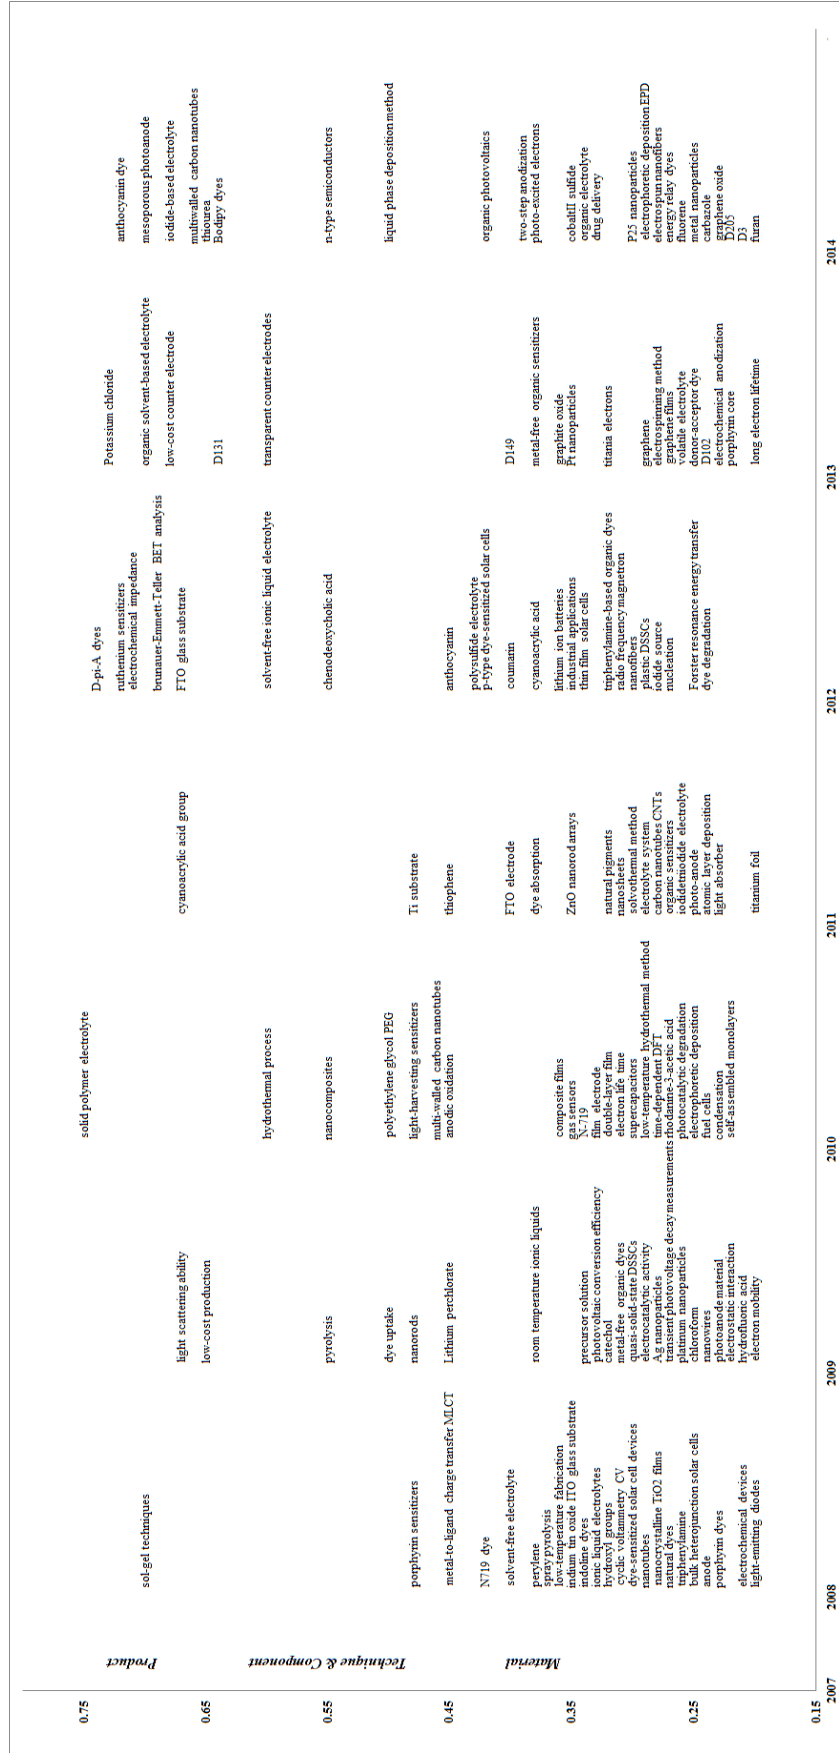 0.75
0.65
0.55
0.45
0.35
0.25
0.15
Product
Technique & Component
Material
2007
2008
2009
2010
2011
2012
2013
2014
sol-gel techniques
porphyrin sensitizers
metal-to-ligand charge transfer MLCT
N719 dye
solvent-free electrolyte
perylene
spray pyrolysis
low-temperature fabrication
indium tin oxide ITO glass substrate
indoline dyes
ionic liquid electrolytes
hydroxyl groups
cyclic voltammetry CV
dye-sensitized solar cell devices
nanotubes
nanocrystalline TiO2 films
natural dyes
triphenylamine
bulk heterojunction solar cells
anode
porphyrin dyes
electrochemical devices
light-emitting diodes
light scattering ability
low-cost production
pyrolysis
dye uptake
nanorods
Lithium perchlorate
room temperature ionic liquids
precursor solution
photovoltaic conversion efficiency
catechol
metal-free organic dyes
quasi-solid-state DSSCs
electrocatalytic activity
Ag nanoparticles
transient photovoltage decay measurements
platinum nanoparticles
chloroform
nanowires
photoanode material
electrostatic interaction
hydrofluoric acid
electron mobility
solid polymer electrolyte
hydrothermal process
nanocomposites
polyethylene glycol PEG
light-harvesting sensitizers
multi-walled carbon nanotubes
anodic oxidation
composite films
gas sensors
N-719
film electrode
double-layer film
electron life time
supercapacitors
low-temperature hydrothermal method
time-dependent DFT
rhodanine-3-acetic acid
photocatalytic degradation
electrophoretic deposition
fuel cells
condensation
self-assembled monolayers
cyanoacrylic acid group
Ti substrate
thiophene
FTO electrode
dye absorption
ZnO nanorod arrays
natural pigments
nanosheets
solvothermal method
electrolyte system
carbon nanotubes CNTs
organic sensitizers
iodidetriiodide electrolyte
photo-anode
atomic layer deposition
light absorber
titanium foil
D-pi-A dyes
ruthenium sensitizers
electrochemical impedance
brunauer-Emmett-Teller BET analysis
FTO glass substrate
solvent-free ionic liquid electrolyte
chenodeoxycholic acid
anthocyanin
polysulfide electrolyte
p-type dye-sensitized solar cells
coumarin
cyanoacrylic acid
lithium ion batteries
industrial applications
thin film solar cells
triphenylamine-based organic dyes
radio frequency magnetron
nanofibers
plastic DSSCs
iodide source
nucleation
Forster resonance energy transfer
dye degradation
Potassium chloride
organic solvent-based electrolyte
low-cost counter electrode
D131
transparent counter electrodes
D149
metal-free organic sensitizers
graphite oxide
Pt nanoparticles
titania electrons
graphene
electrospinning method
graphene films
volatile electrolyte
donor-acceptor dye
D102
electrochemical anodization
porphyrin core
long electron lifetime
anthocyanin dye
mesoporous photoanode
iodide-based electrolyte
multiwalled carbon nanotubes
thiourea
Bodipy dyes
n-type semiconductors
liquid phase deposition method
organic photovoltaics
two-step anodization
photo-excited electrons
cobaltII sulfide
organic electrolyte
drug delivery
P25 nanoparticles
electrophoretic deposition EPD
electrospun nanofibers
energy relay dyes
fluorene
metal nanoparticles
carbazole
graphene oxide
D205
D3
furan